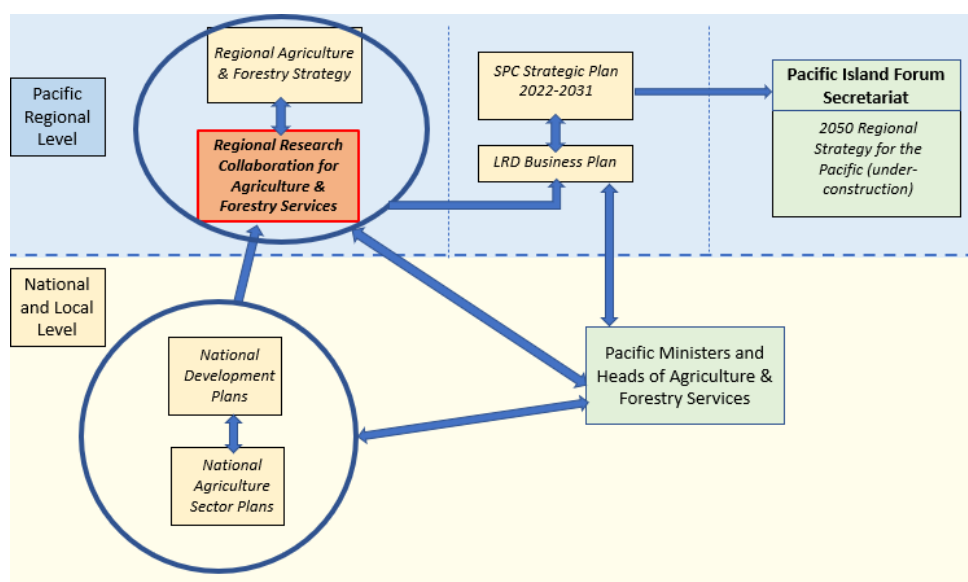 Pacific
Regional
Level
Regional Agriculture
& Forestry Strategy
Regional Research
Collaboration for
Agriculture &
Forestry Services
SPC Strategic Plan
2022-2031
LRD Business Plan
Pacific Island Forum
Secretariat
2050 Regional
Strategy for the
Pacific (under-
construction)
National
and Local
Level
National
Development
Plans
National
Agriculture
Sector Plans
Pacific Ministers and
Heads of Agriculture &
Forestry Services